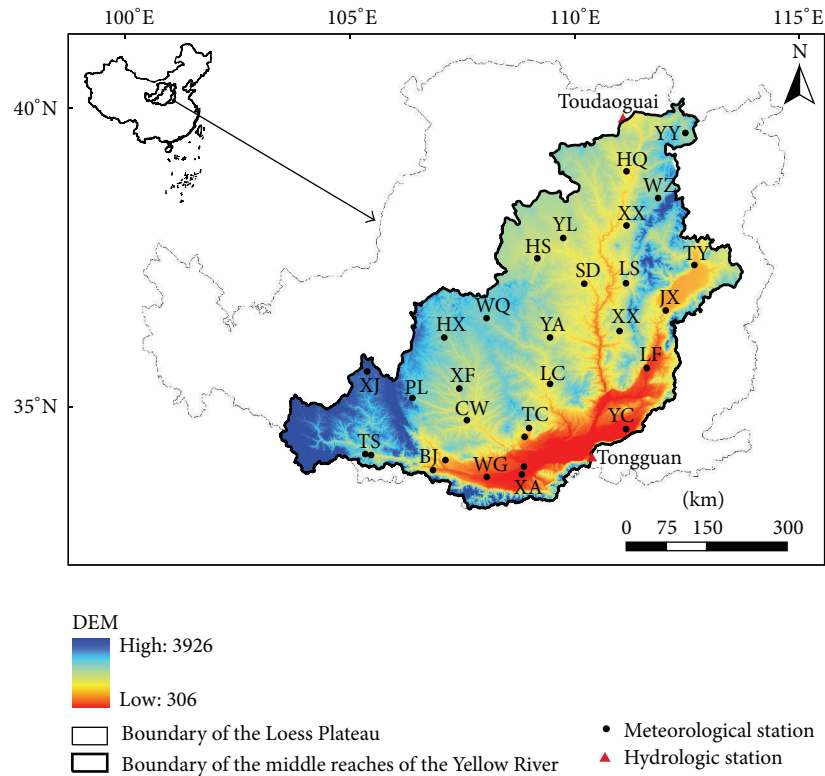 100°E 105°E 110°E 115°E
N
40°N
35°N
Toudaoguai
YY
HQ
WZ
XX
YL
HS
TY
SD
LS
JX
WQ
HX
YA
XX
LF
XJ
PL
XF
LC
CW
TC
YC
TS
BJ
WG
Tongguan
XA
(km)
0 75 150 300
DEM
High: 3926
Low: 306
Boundary of the Loess Plateau
Boundary of the middle reaches of the Yellow River
Meteorological station
Hydrologic station